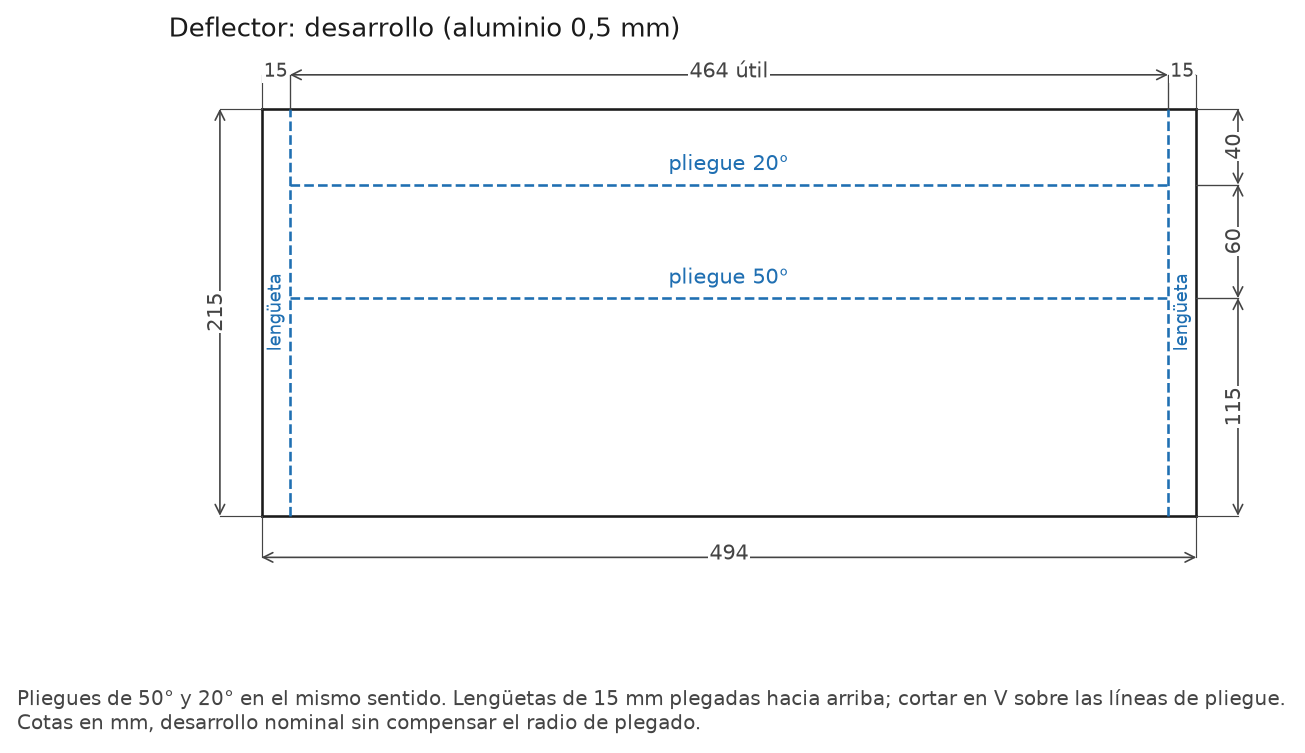 Deflector: desarrollo (aluminio 0,5 mm)
15
464 útil
15
40
pliegue 20°
60
pliegue 50°
lengüeta
lengüeta
215
115
494
Pliegues de 50° y 20° en el mismo sentido. Lengüetas de 15 mm plegadas hacia arriba; cortar en V sobre las líneas de pliegue.
Cotas en mm, desarrollo nominal sin compensar el radio de plegado.